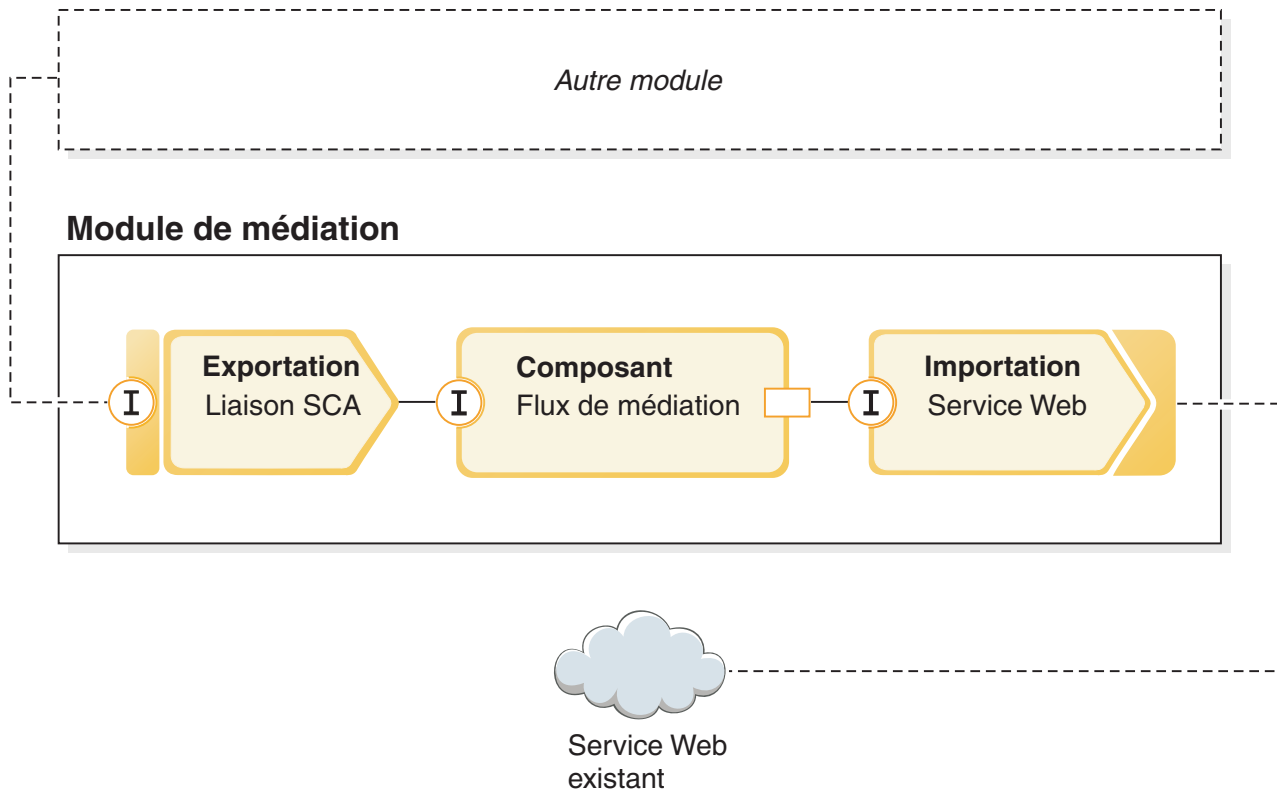 Autre module
Module de médiation
I
Exportation
Liaison SCA
I
Composant
Flux de médiation
I
Importation
Service Web
Service Web
existant